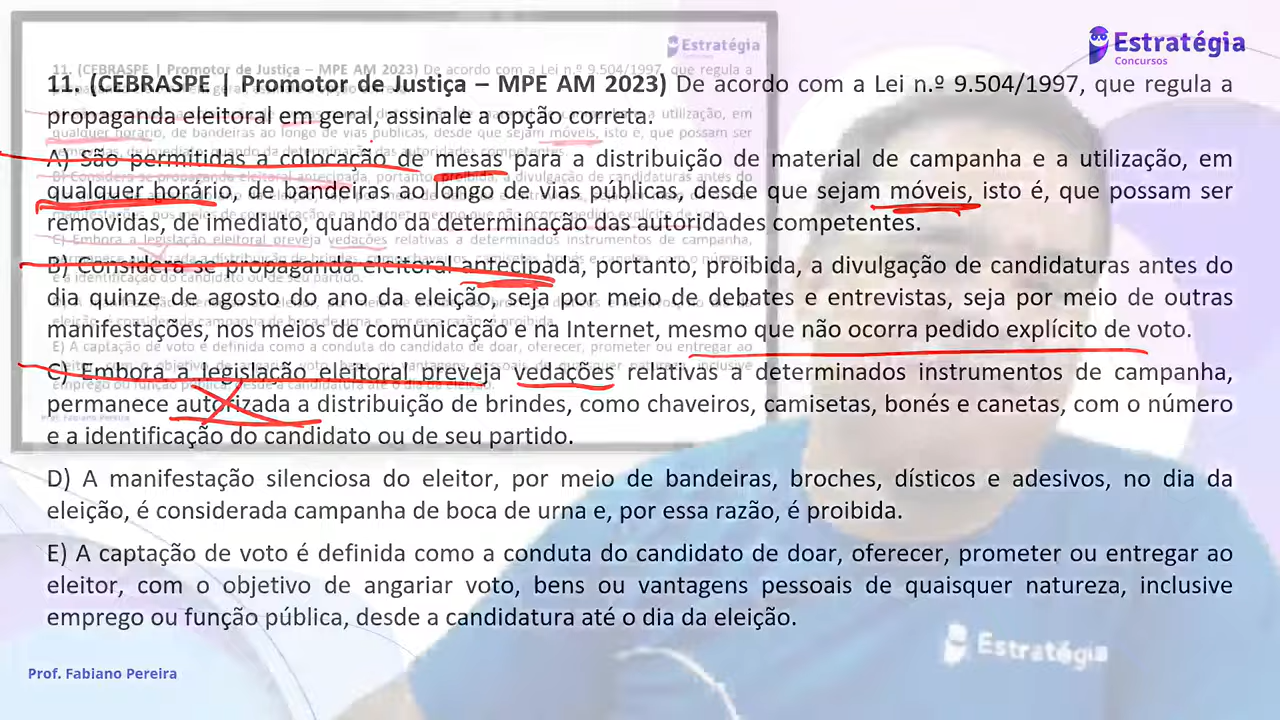 Estratégia
Concursos
11. (CEBRASPE | Promotor de Justiça – MPE AM 2023) De acordo com a Lei n.º 9.504/1997, que regula a
propaganda eleitoral em geral, assinale a opção correta.
A) São permitidas a colocação de mesas para a distribuição de material de campanha e a utilização, em
qualquer horário, de bandeiras ao longo de vias públicas, desde que sejam móveis, isto é, que possam ser
removidas, de imediato, quando da determinação das autoridades competentes.
B) Considera se propaganda eleitoral antecipada, portanto, proibida, a divulgação de candidaturas antes do
dia quinze de agosto do ano da eleição, seja por meio de debates e entrevistas, seja por meio de outras
manifestações, nos meios de comunicação e na Internet, mesmo que não ocorra pedido explícito de voto.
C) Embora a legislação eleitoral preveja vedações relativas a determinados instrumentos de campanha,
permanece autorizada a distribuição de brindes, como chaveiros, camisetas, bonés e canetas, com o número
e a identificação do candidato ou de seu partido.
D) A manifestação silenciosa do eleitor, por meio de bandeiras, broches, dísticos e adesivos, no dia da
eleição, é considerada campanha de boca de urna e, por essa razão, é proibida.
E) A captação de voto é definida como a conduta do candidato de doar, oferecer, prometer ou entregar ao
eleitor, com o objetivo de angariar voto, bens ou vantagens pessoais de quaisquer natureza, inclusive
emprego ou função pública, desde a candidatura até o dia da eleição.
Estratégia
Prof. Fabiano Pereira